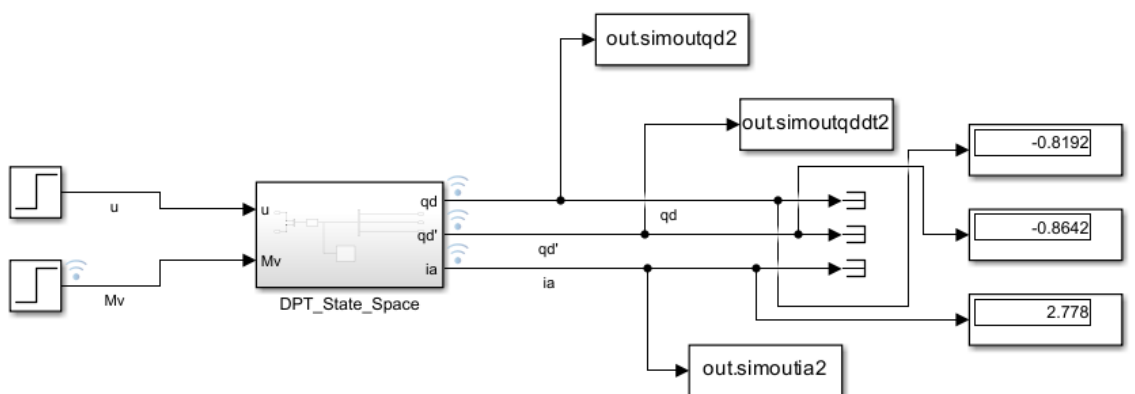 out.simoutqd2
out.simoutqddt2
-0.8192
u
u
qd
qd
-0.8642
Mv
qd'
qd'
Mv
ia
ia
DPT_State_Space
2.778
out.simoutia2